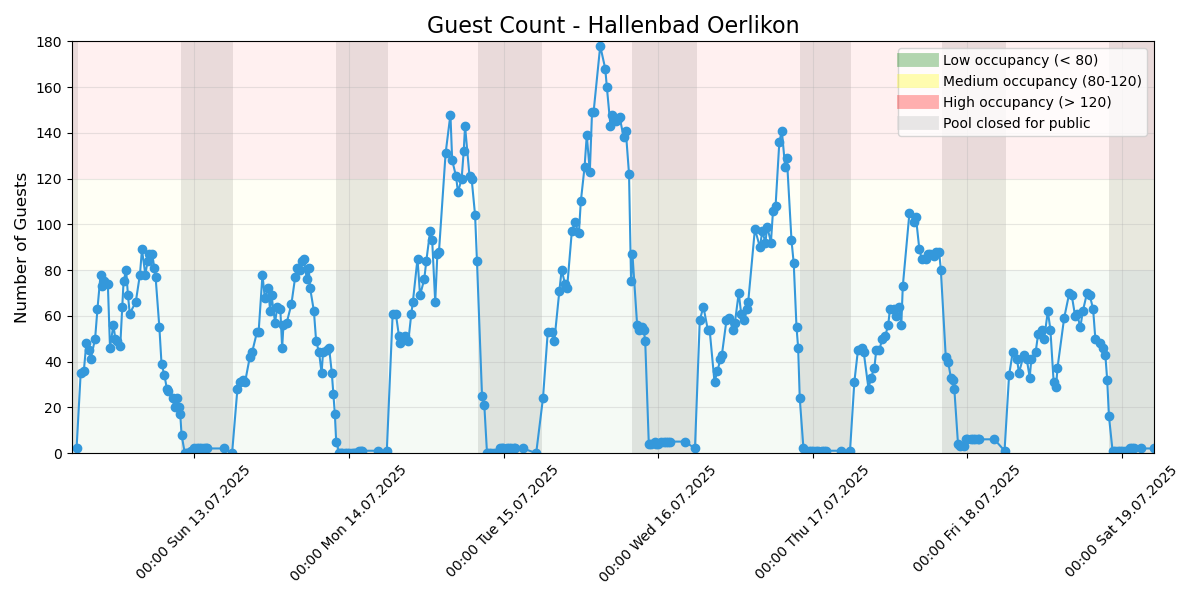 Guest Count - Hallenbad Oerlikon
Number of Guests
180
160
140
120
100
80
60
40
20
0
Low occupancy (< 80)
Medium occupancy (80-120)
High occupancy (> 120)
Pool closed for public
00:00 Sun 13.07.2025
00:00 Mon 14.07.2025
00:00 Tue 15.07.2025
00:00 Wed 16.07.2025
00:00 Thu 17.07.2025
00:00 Fri 18.07.2025
00:00 Sat 19.07.2025